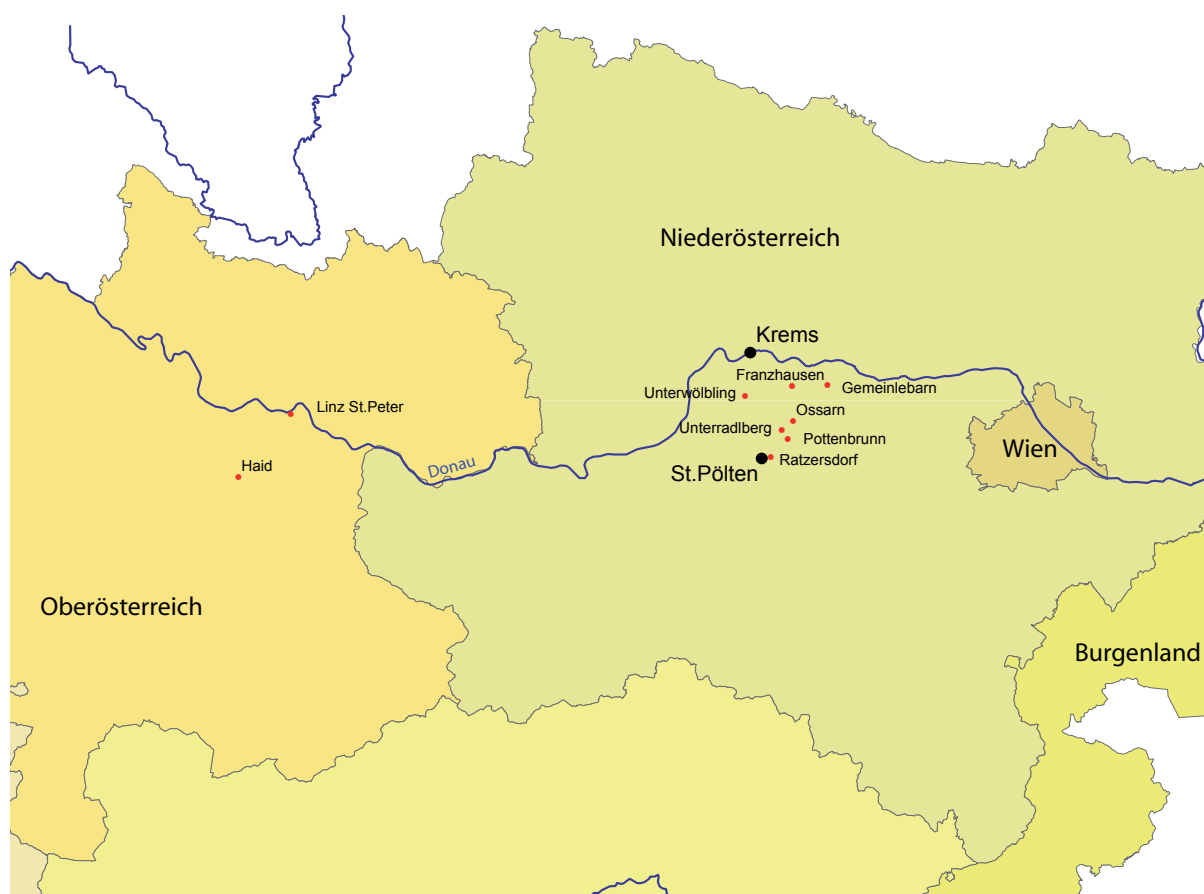 Niederösterreich
Krems
Franzhausen
Gemeinlebarn
Unterwölbling
Linz St.Peter
Ossarn
Unterradlberg
Pottenbrunn
Wien
Ratzersdorf
Haid
Donau
St.Pölten
Oberösterreich
Burgenland